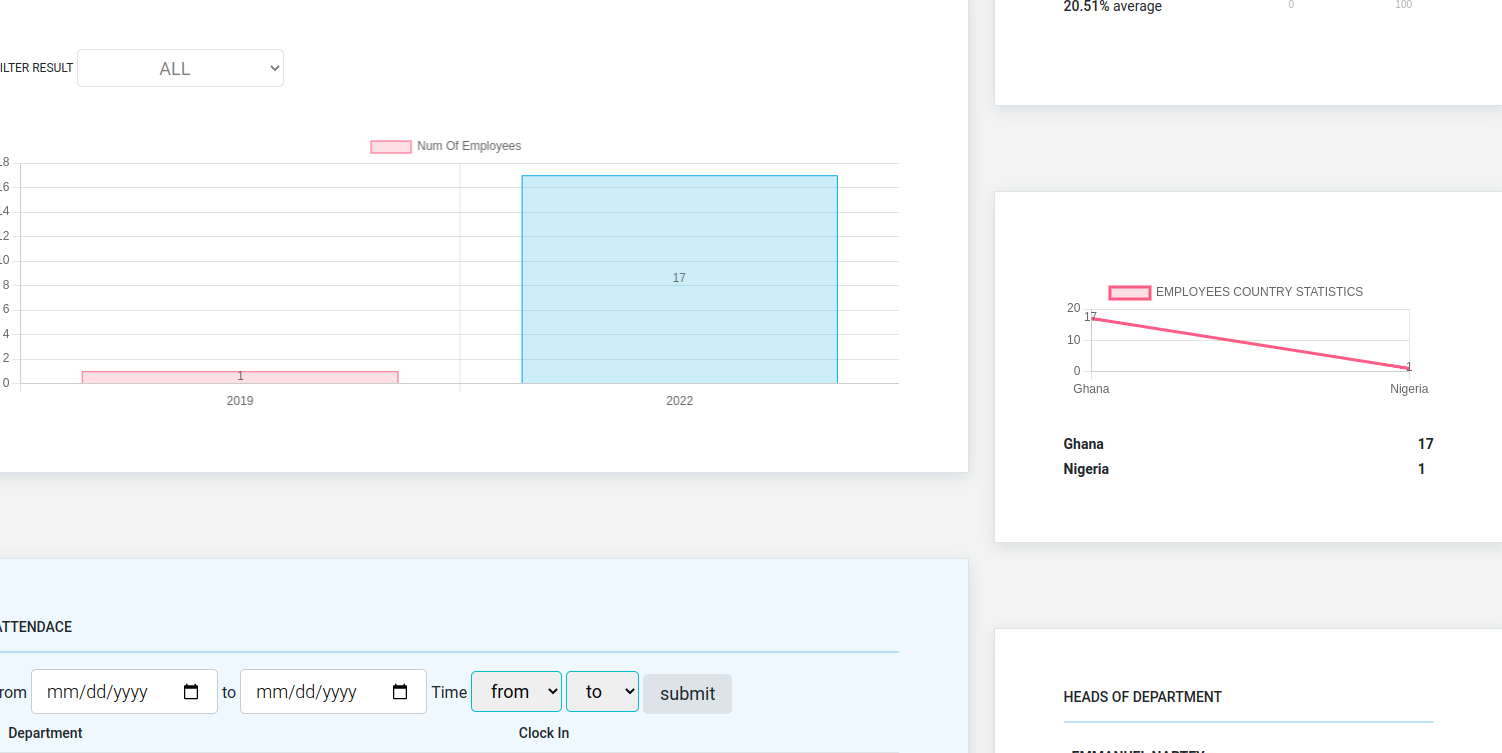 20.51% average
0 100
ILTER RESULT ALL
Num Of Employees
18
16
14
12
10
8
6
4
2
0
1
17
2019 2022
EMPLOYEES COUNTRY STATISTICS
20
10
0
17
1
Ghana Nigeria
Ghana 17
Nigeria 1
ATTENDACE
rom mm/dd/yyyy to mm/dd/yyyy Time from to submit
Department Clock In
HEADS OF DEPARTMENT
EMMANUEL NARTEY